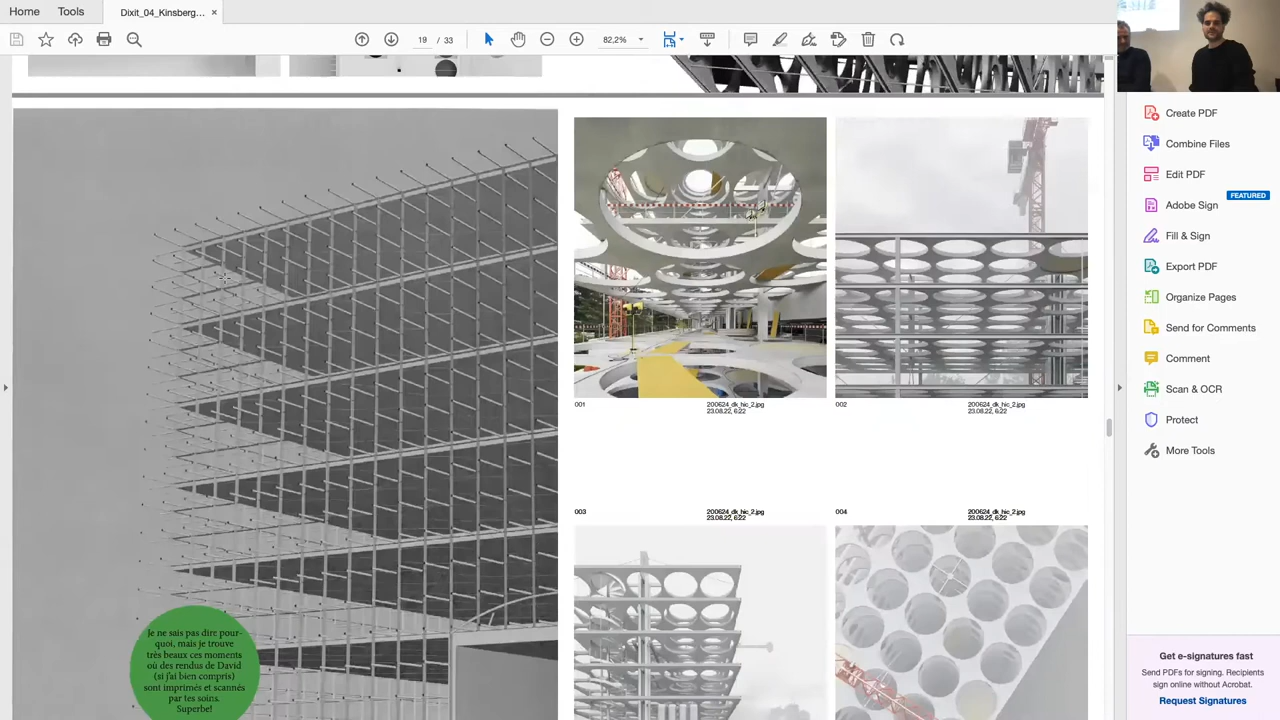 Home
Tools
Dixit_04_Kinsberg...
19 / 33
82,2%
Create PDF
Combine Files
Edit PDF
FEATURED
Adobe Sign
Fill & Sign
Export PDF
Organize Pages
Send for Comments
Comment
Scan & OCR
Protect
More Tools
001
200624_dk_hic_2.jpg
23.08.22, 6:22
002
200624_dk_hic_2.jpg
23.08.22, 6:22
003
200624_dk_hic_2.jpg
23.08.22, 6:22
004
200624_dk_hic_2.jpg
23.08.22, 6:22
Je ne sais pas dire pour-
quoi, mais je trouve
très beaux ces moments
où des rendus de David
(si j'ai bien compris)
sont imprimés et scannés
par tes soins.
Superbe!
Get e-signatures fast
Send PDFs for signing. Recipients
sign online without Acrobat.
Request Signatures